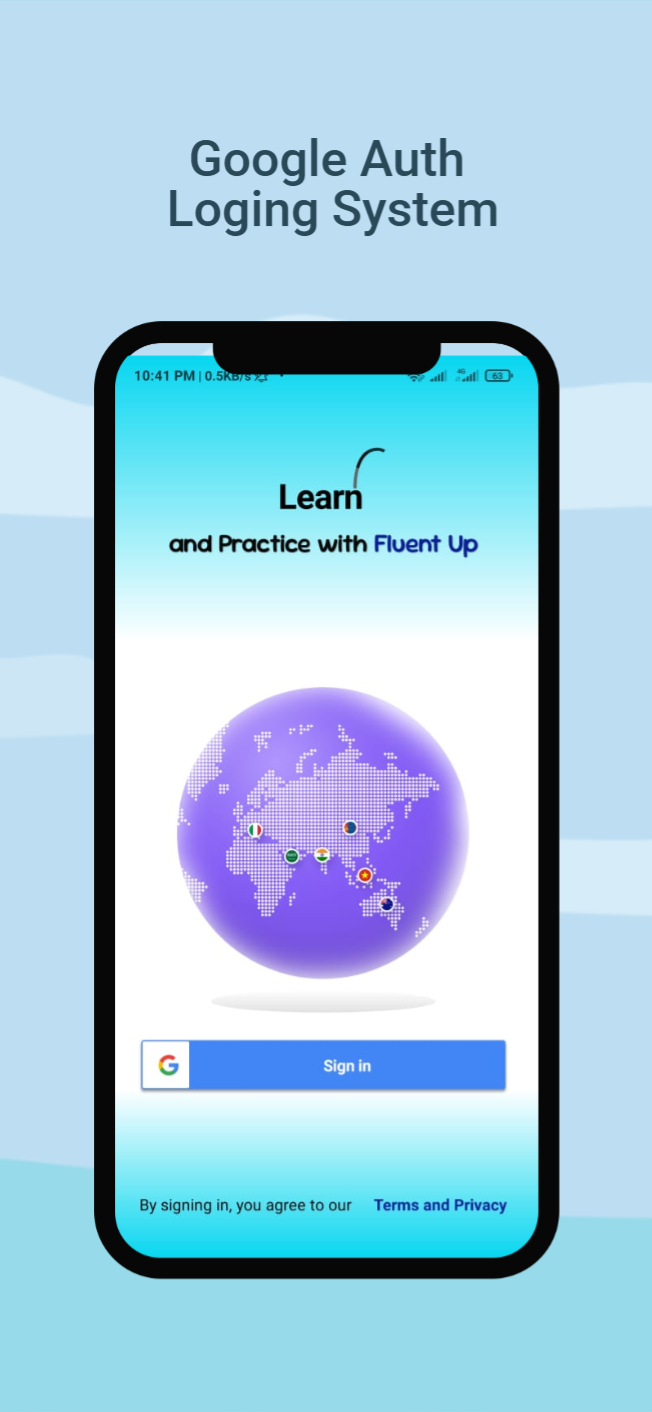 Google Auth
Loging System
10:41 PM | 0.5KB/s
4G
63
Learn
and Practice with Fluent Up
G
Sign in
By signing in, you agree to our Terms and Privacy